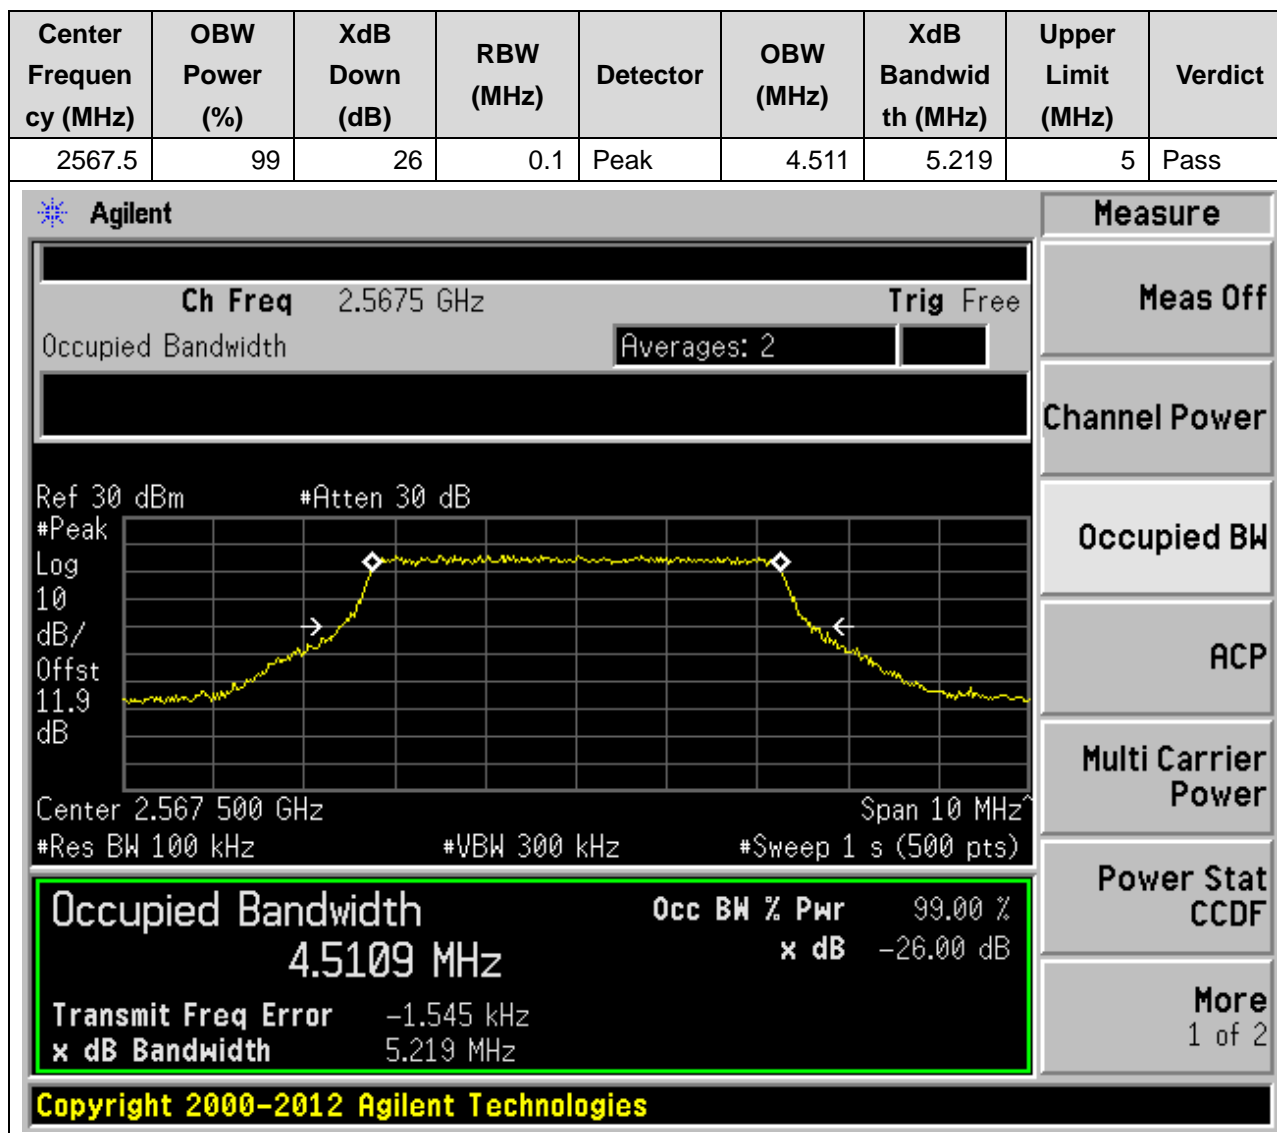 Center Frequen cy (MHz)
OBW Power (%)
XdB Down (dB)
RBW (MHz)
Detector
OBW (MHz)
XdB Bandwid th (MHz)
Upper Limit (MHz)
Verdict
2567.5 99 26 0.1 Peak 4.511 5.219 5 Pass
Agilent
Ch Freq 2.5675 GHz Trig Free
Occupied Bandwidth Averages: 2
Ref 30 dBm #Atten 30 dB
#Peak
Log
10
dB/
Offst
11.9
dB
Center 2.567 500 GHz Span 10 MHz^
#Res BW 100 kHz #VBW 300 kHz #Sweep 1 s (500 pts)
Occupied Bandwidth Occ BW % Pwr 99.00 %
4.5109 MHz x dB -26.00 dB
Transmit Freq Error -1.545 kHz
x dB Bandwidth 5.219 MHz
Copyright 2000-2012 Agilent Technologies
Measure
Meas Off
Channel Power
Occupied BW
ACP
Multi Carrier
Power
Power Stat
CCDF
More
1 of 2